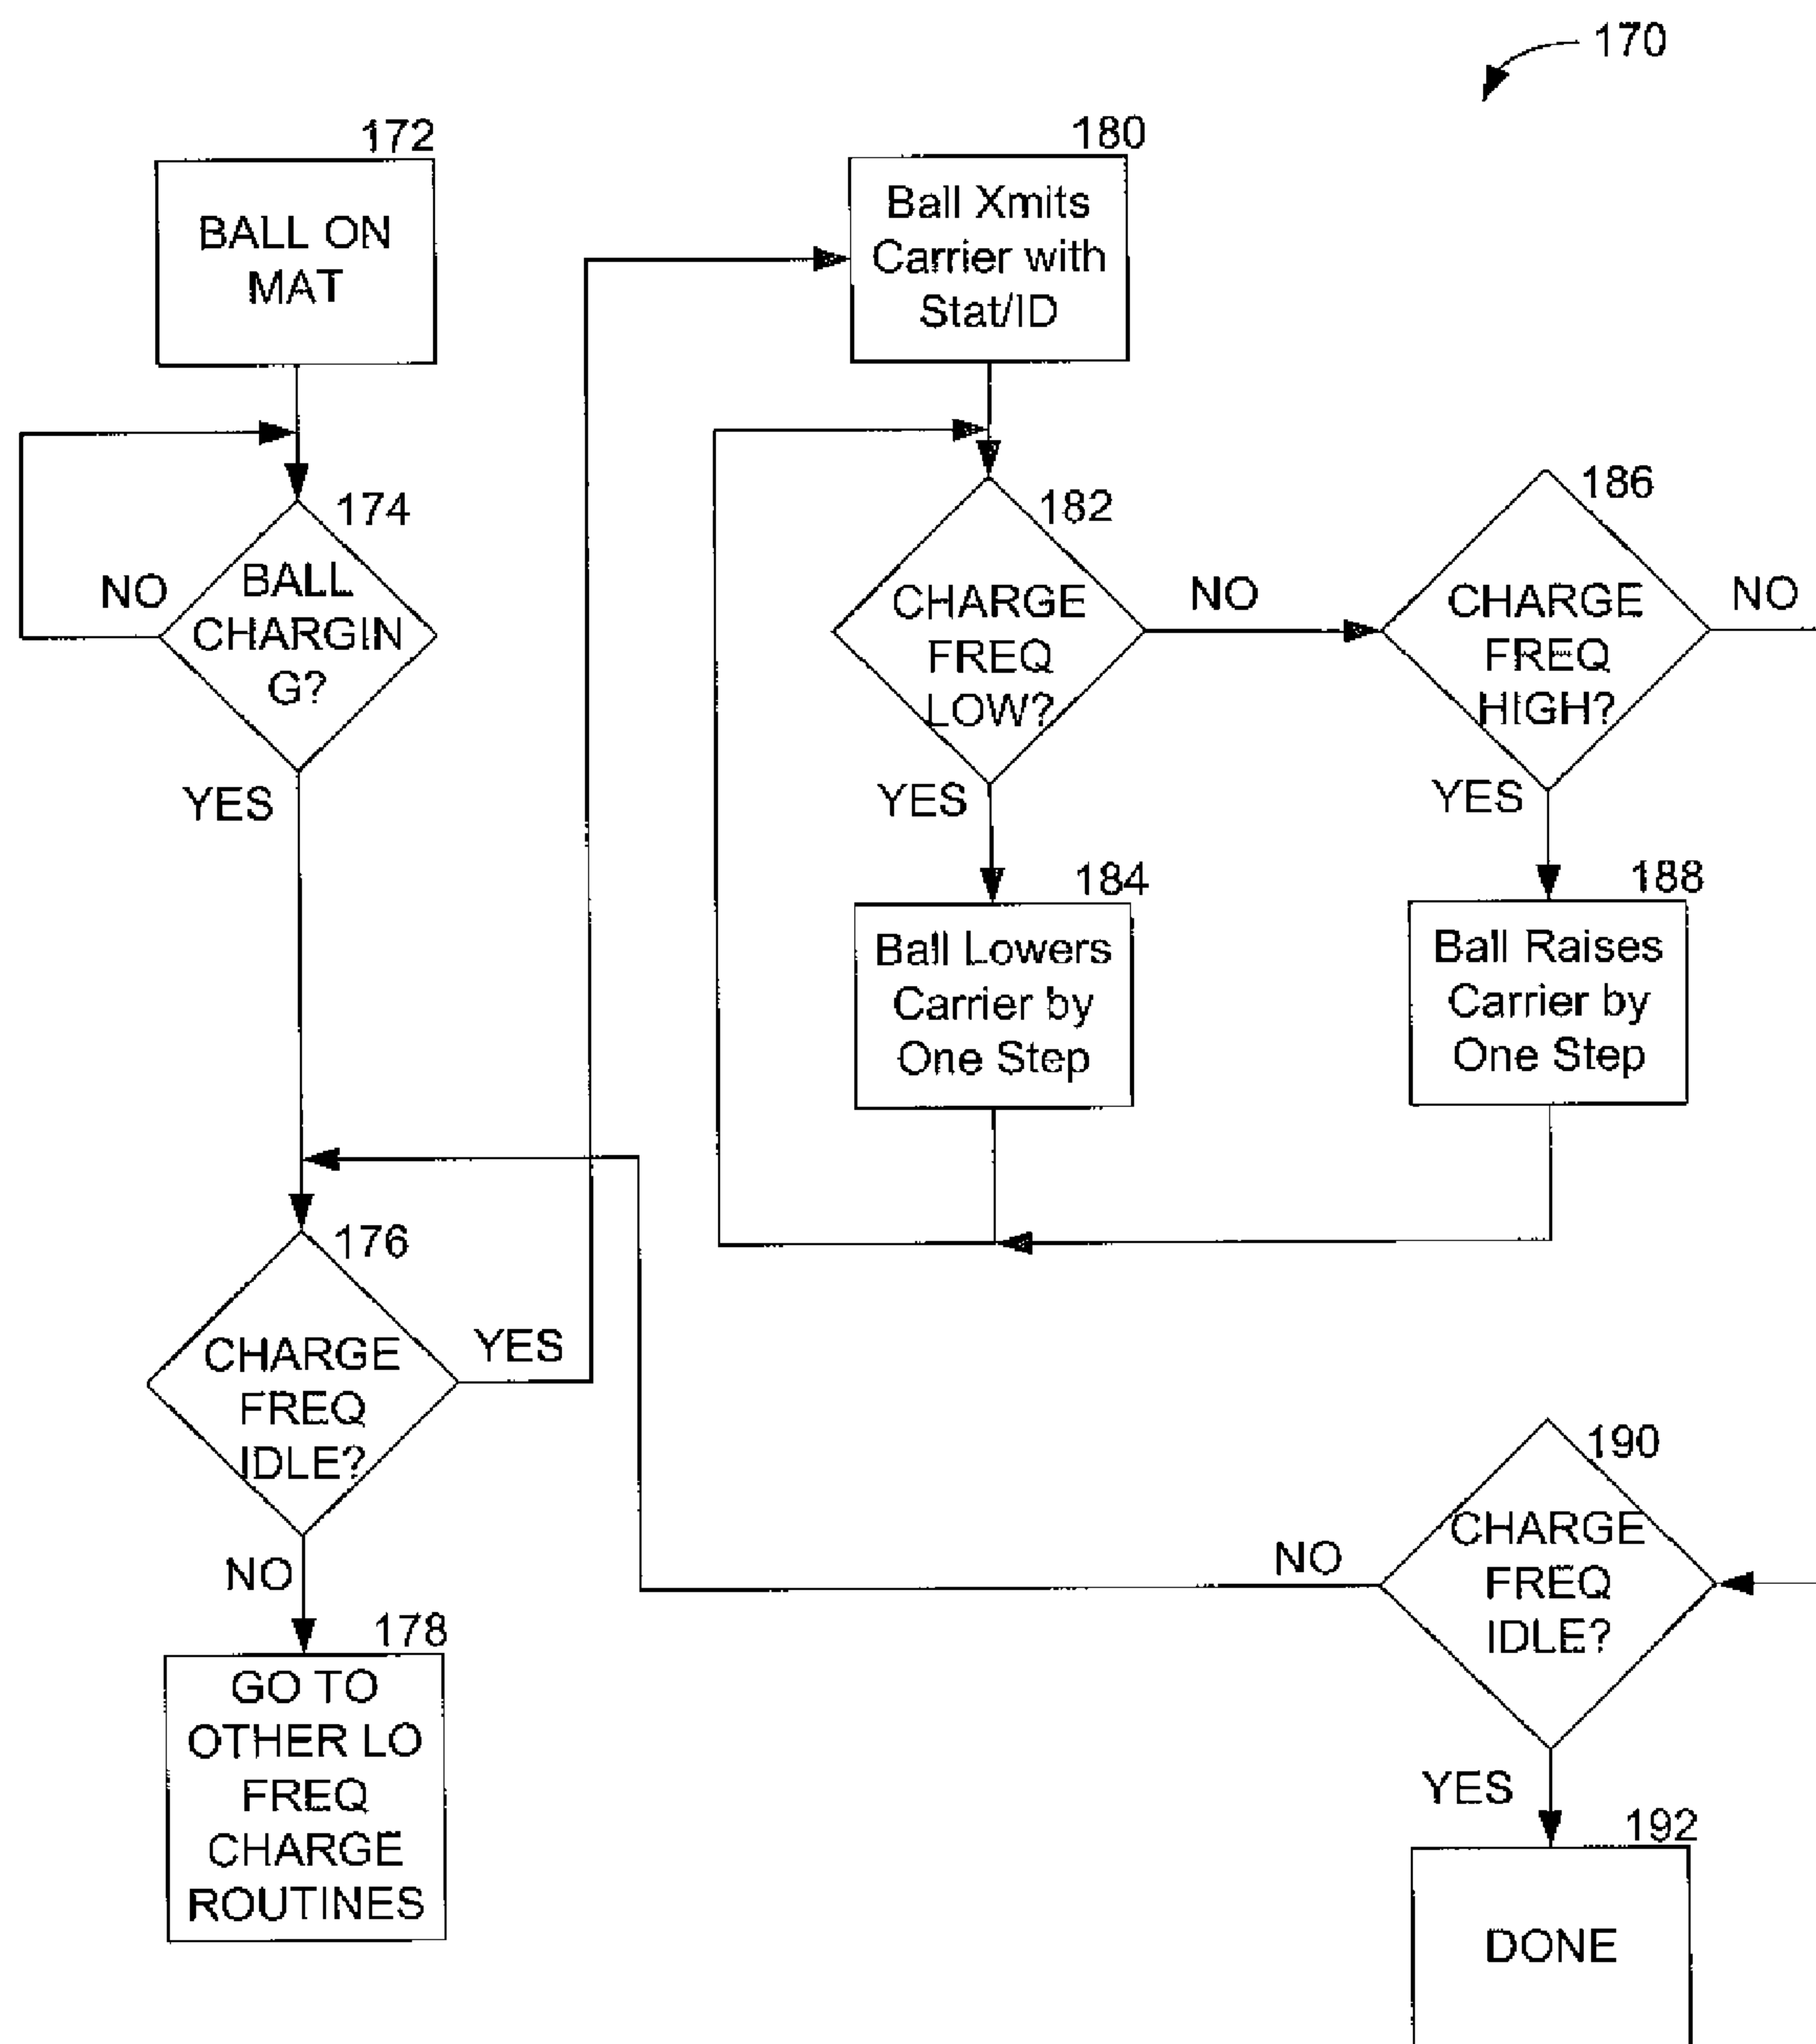 170
172
BALL ON
MAT
174
BALL
CHARGIN
G?
NO
YES
176
CHARGE
FREQ
IDLE?
YES
NO
178
GO TO
OTHER LO
FREQ
CHARGE
ROUTINES
180
Ball Xmits
Carrier with
Stat/ID
182
CHARGE
FREQ
LOW?
NO
YES
184
Ball Lowers
Carrier by
One Step
186
CHARGE
FREQ
HIGH?
NO
YES
188
Ball Raises
Carrier by
One Step
190
CHARGE
FREQ
IDLE?
NO
YES
192
DONE